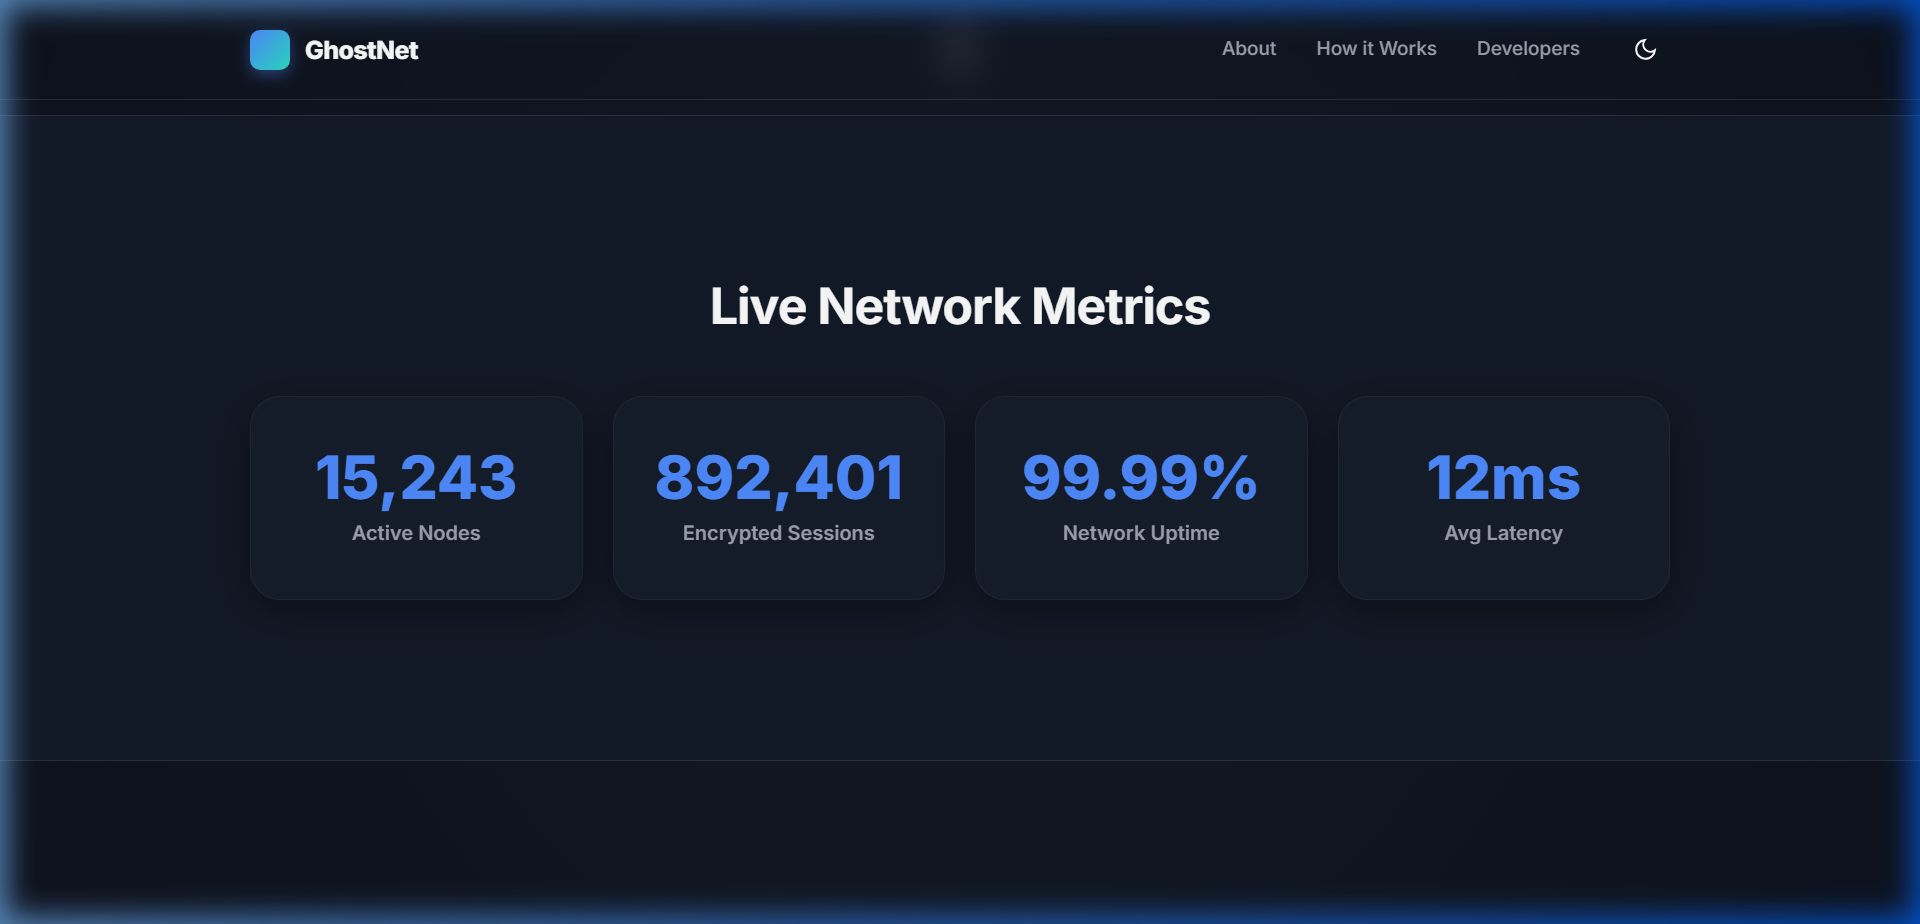 GhostNet
About
How it Works
Developers
Live Network Metrics
15,243
Active Nodes
892,401
Encrypted Sessions
99.99%
Network Uptime
12ms
Avg Latency